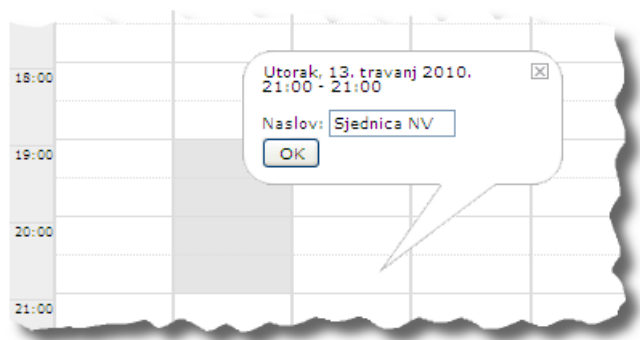 18:00
Utorak, 13. travanj 2010.
21:00 - 21:00
Naslov: Sjednica NV
OK
19:00
20:00
21:00